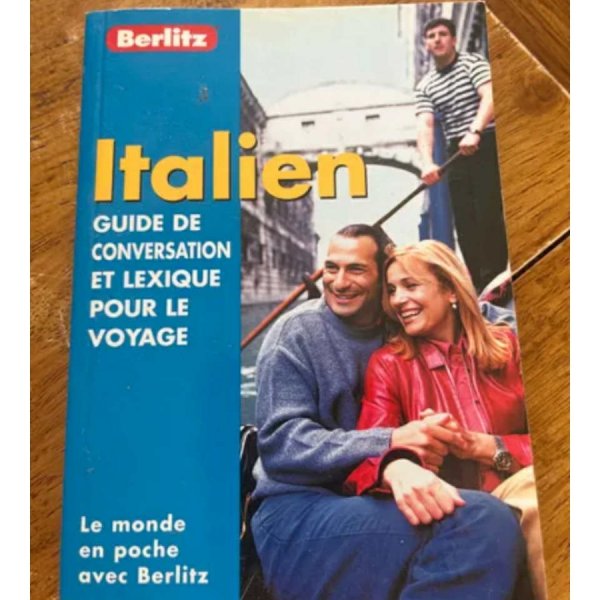 Berlitz
Italien
GUIDE DE
CONVERSATION
ET LEXIQUE
POUR LE
VOYAGE
Le monde
en poche
avec Berlitz